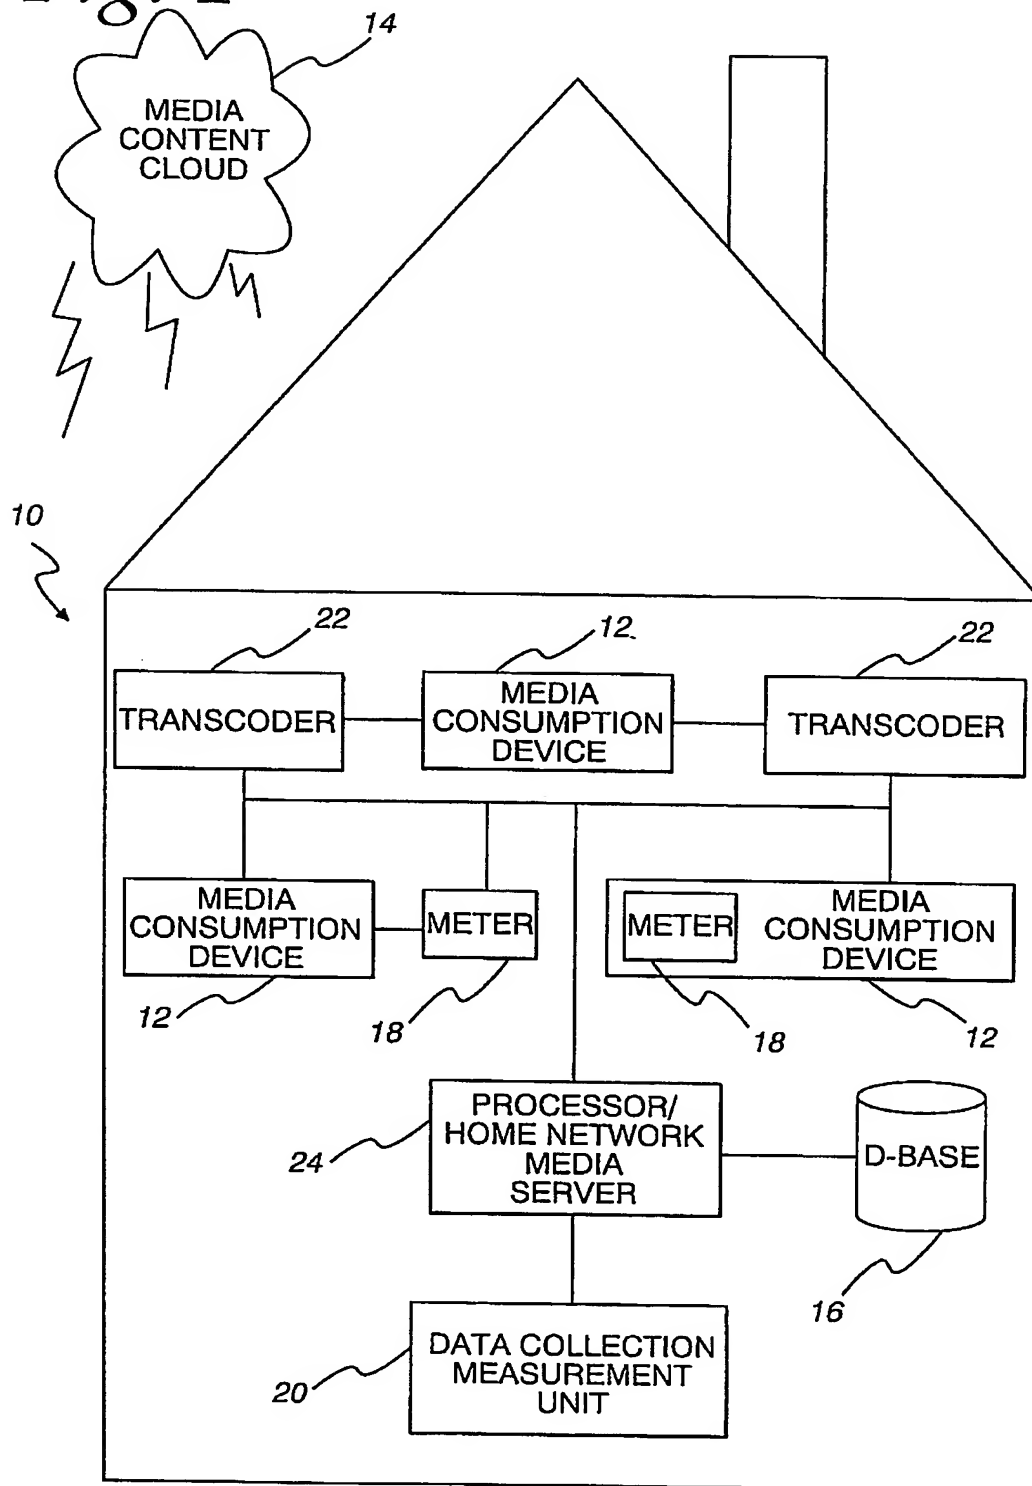 14
MEDIA
CONTENT
CLOUD
10
22
12
22
TRANSCODER
MEDIA
CONSUMPTION
DEVICE
TRANSCODER
MEDIA
CONSUMPTION
DEVICE
METER
METER
MEDIA
CONSUMPTION
DEVICE
12
18
18
12
PROCESSOR/
HOME NETWORK
MEDIA
SERVER
24
D-BASE
16
DATA COLLECTION
MEASUREMENT
UNIT
20